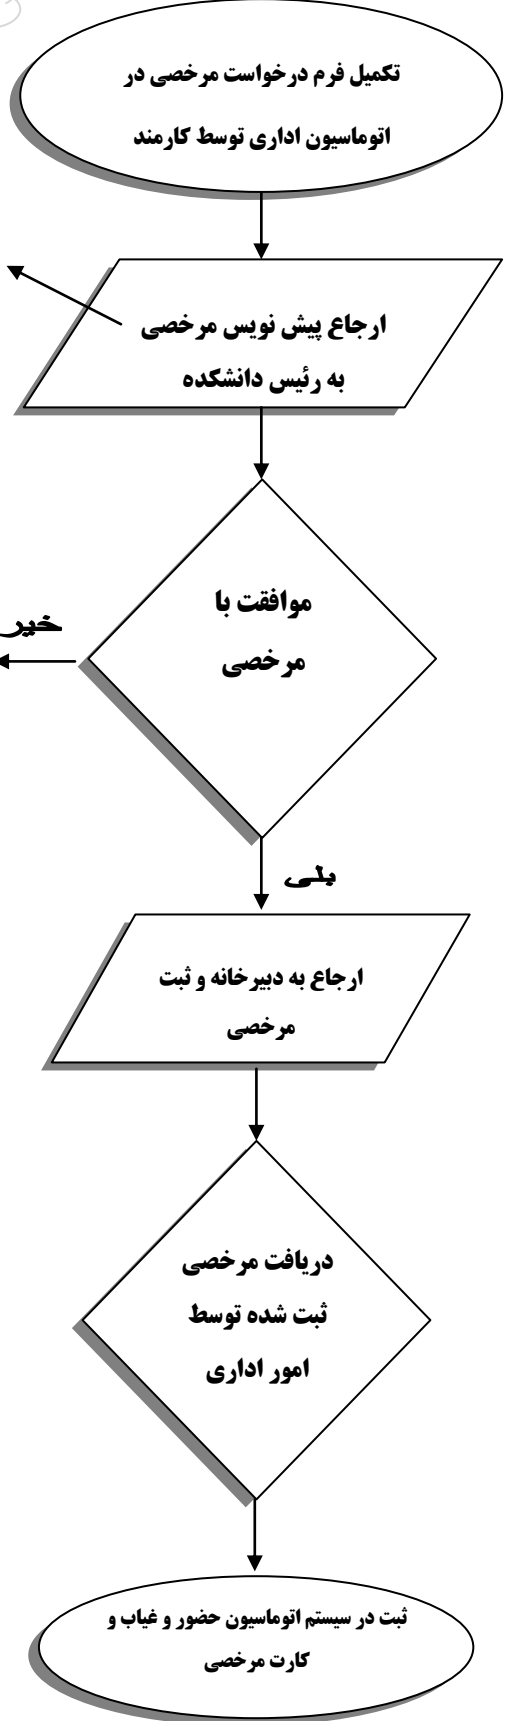 تکمیل فرم درخواست مرخصی در
اتوماسیون اداری توسط کارمند
ارجاع پیش نویس مرخصی
به رئیس دانشکده
موافقت با
مرخصی
خیر
بلی
ارجاع به دبیرخانه و ثبت
مرخصی
دریافت مرخصی
ثبت شده توسط
امور اداری
ثبت در سیستم اتوماسیون حضور و غیاب و
کارت مرخصی